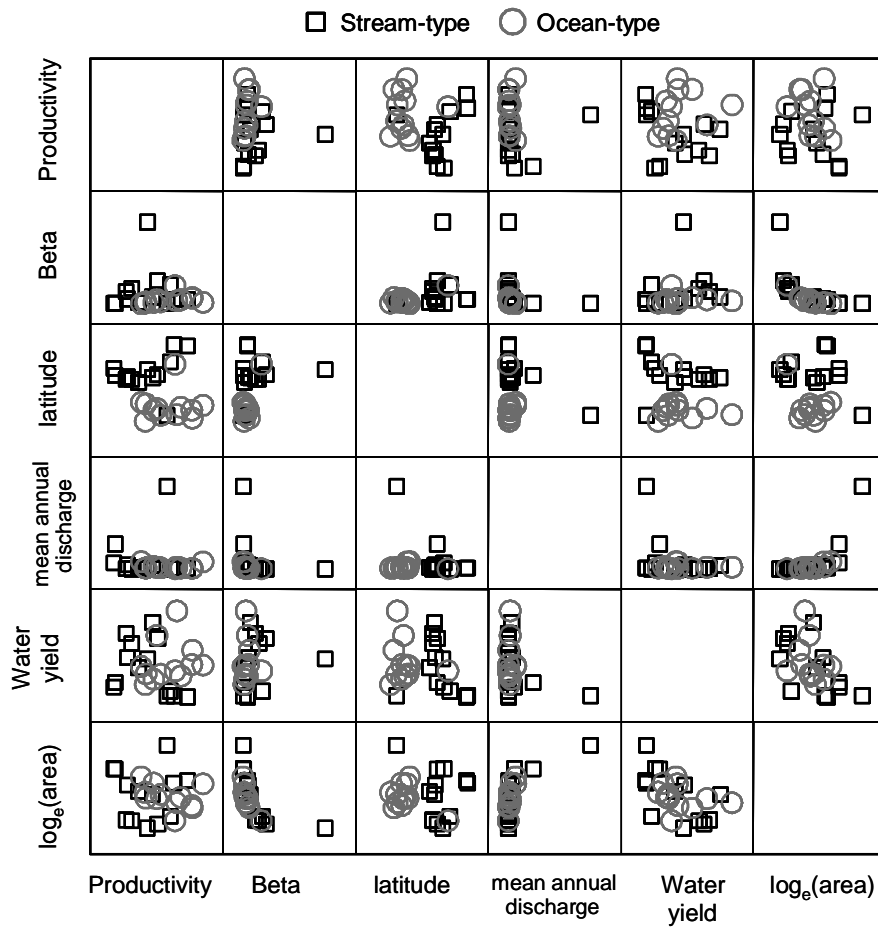 Stream-type Ocean-type
Productivity
Beta
latitude
mean annual
discharge
Water
yield
logₑ(area)
Productivity Beta latitude mean annual discharge Water yield logₑ(area)